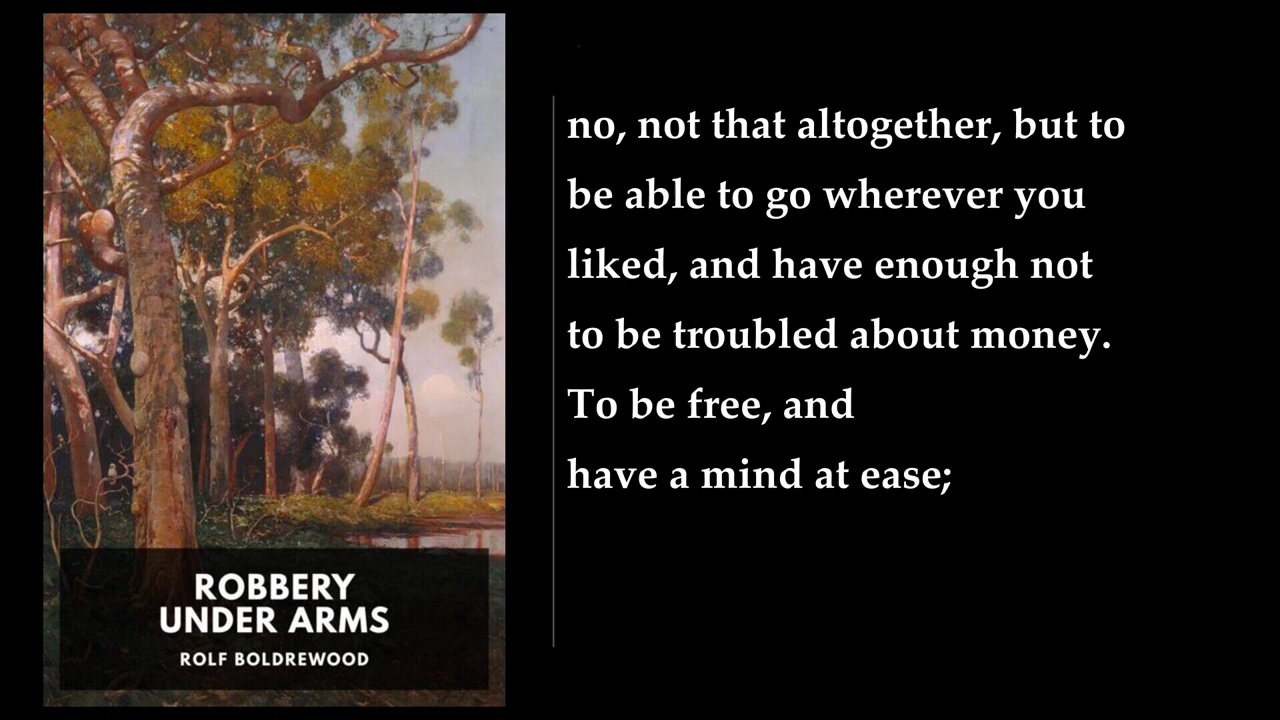 ROBBERY
UNDER ARMS
ROLF BOLDREWOOD
no, not that altogether, but to
be able to go wherever you
liked, and have enough not
to be troubled about money.
To be free, and
have a mind at ease;